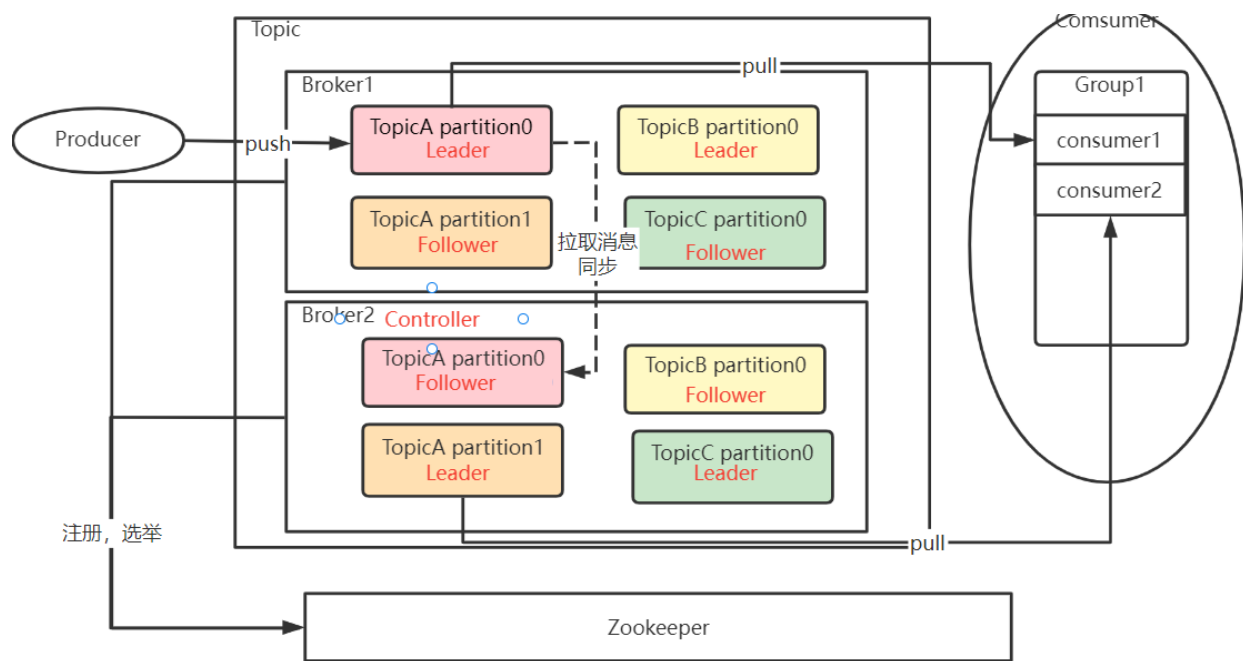 Topic
Comsumer
Broker1
pull
Group1
Producer
push
TopicA partition0
Leader
TopicB partition0
Leader
consumer1
consumer2
TopicA partition1
Follower
拉取消息
同步
TopicC partition0
Follower
Broker2
Controller
TopicA partition0
Follower
TopicB partition0
Follower
TopicA partition1
Leader
TopicC partition0
Leader
注册，选举
pull
Zookeeper